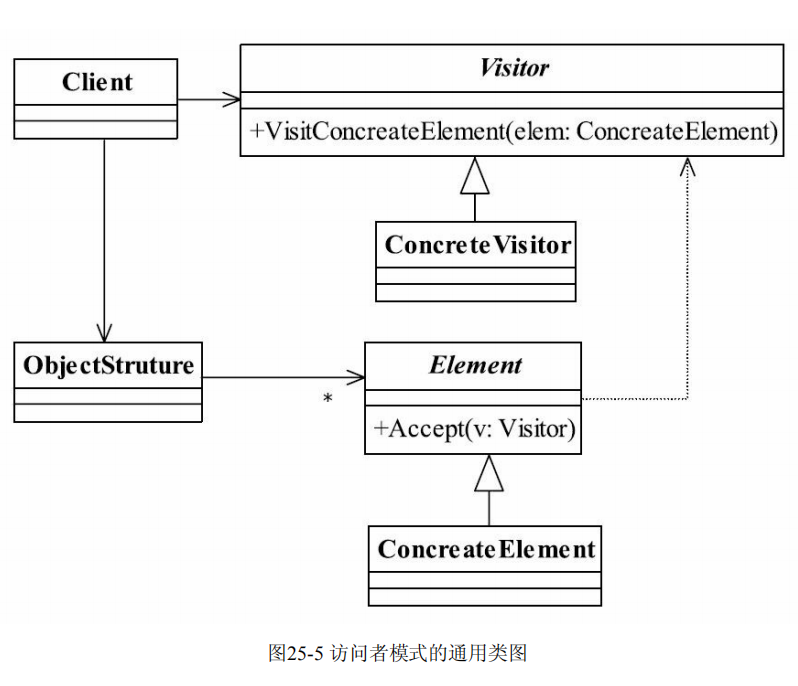 Client
Visitor
+VisitConcreateElement(elem: ConcreateElement)
ConcreteVisitor
ObjectStruture
Element
*
+Accept(v: Visitor)
ConcreateElement
图25-5 访问者模式的通用类图